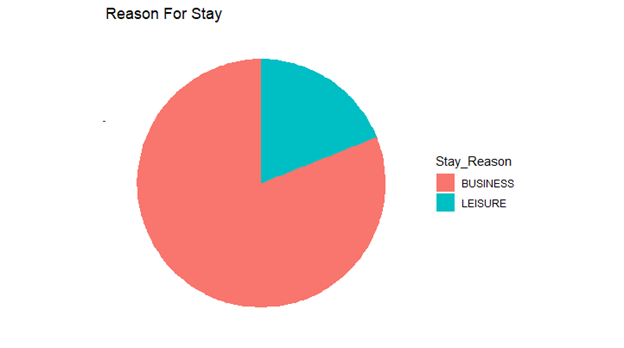 Reason For Stay
Stay_Reason
BUSINESS
LEISURE